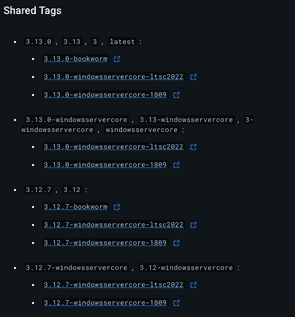 Shared Tags
3.13.0 , 3.13 , 3 , latest :
3.13.0-bookworm
3.13.0-windowsservercore-ltsc2022
3.13.0-windowsservercore-1809
3.13.0-windowsservercore , 3.13-windowsservercore , 3-
windowsservercore , windowsservercore :
3.13.0-windowsservercore-ltsc2022
3.13.0-windowsservercore-1809
3.12.7 , 3.12 :
3.12.7-bookworm
3.12.7-windowsservercore-ltsc2022
3.12.7-windowsservercore-1809
3.12.7-windowsservercore , 3.12-windowsservercore :
3.12.7-windowsservercore-ltsc2022
3.12.7-windowsservercore-1809